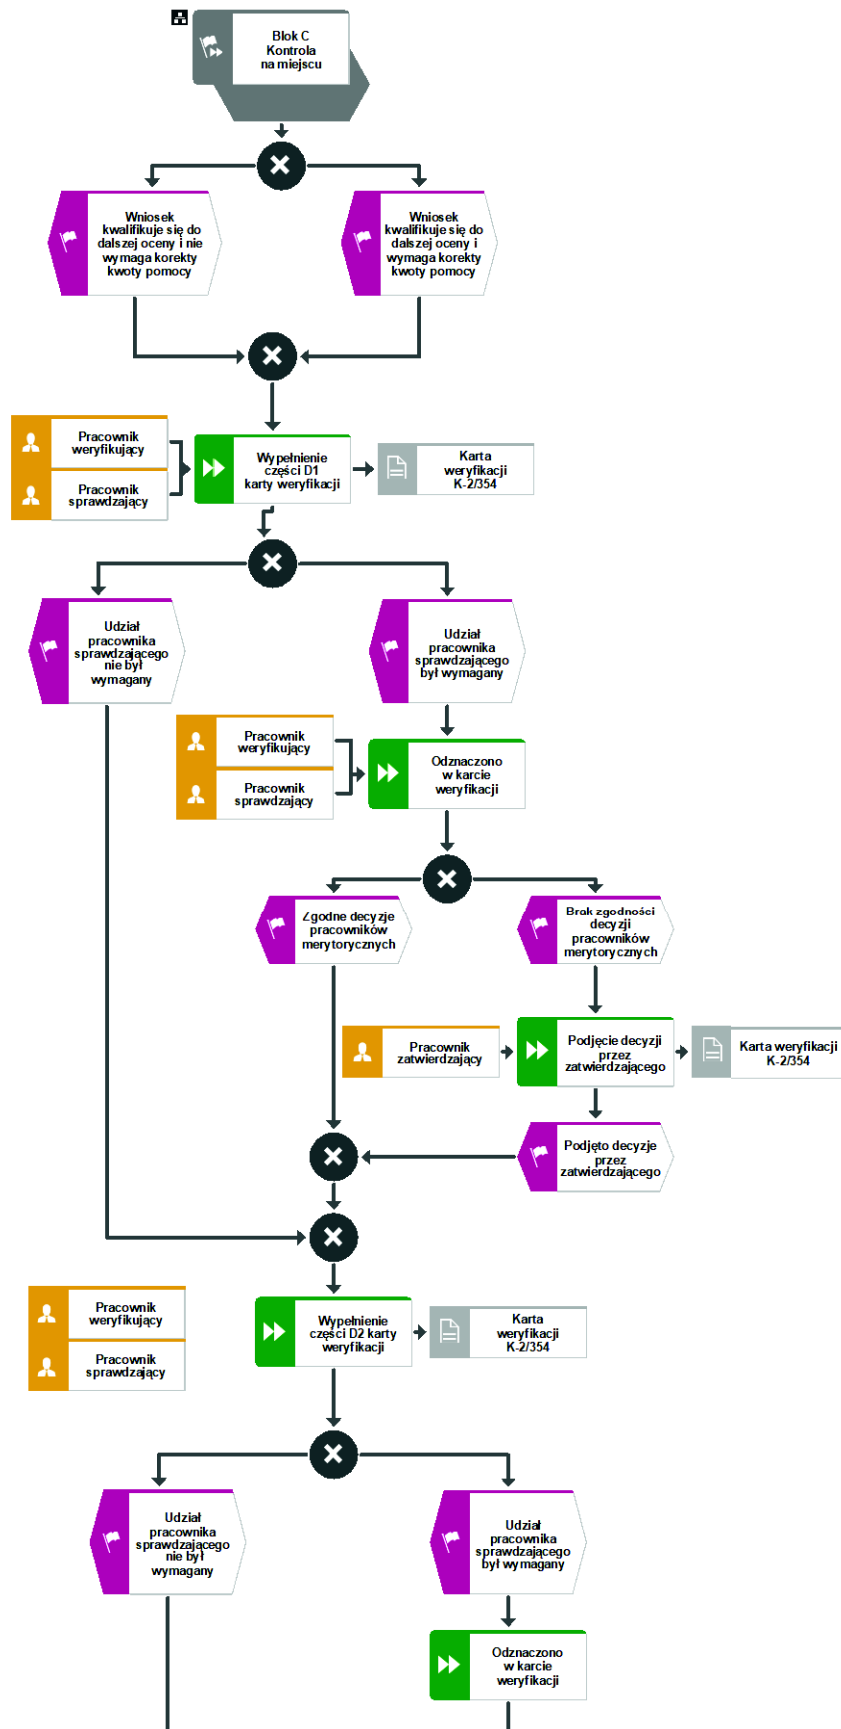 Blok C
Kontrola
na miejscu
Wniosek
kwalifikuje się do
dalszej oceny i nie
wymaga korekty
kwoty pomocy
Wniosek
kwalifikuje się do
dalszej oceny i
wymaga korekty
kwoty pomocy
Pracownik
weryfikujący
Pracownik
sprawdzający
Wypełnienie
części D1
karty weryfikacji
Karta
weryfikacji
K-2/354
Udział
pracownika
sprawdzającego
nie był
wymagany
Udział
pracownika
sprawdzającego
był wymagany
Pracownik
weryfikujący
Pracownik
sprawdzający
Odznaczono
w karcie
weryfikacji
Zgodne decyzje
pracowników
merytorycznych
Brak zgodności
decyzji
pracowników
merytorycznych
Pracownik
zatwierdzający
Podjęcie decyzji
przez
zatwierdzającego
Karta weryfikacji
K-2/354
Podjęto decyzje
przez
zatwierdzającego
Pracownik
weryfikujący
Pracownik
sprawdzający
Wypełnienie
części D2 karty
weryfikacji
Karta
weryfikacji
K-2/354
Udział
pracownika
sprawdzającego
nie był
wymagany
Udział
pracownika
sprawdzającego
był wymagany
Odznaczono
w karcie
weryfikacji